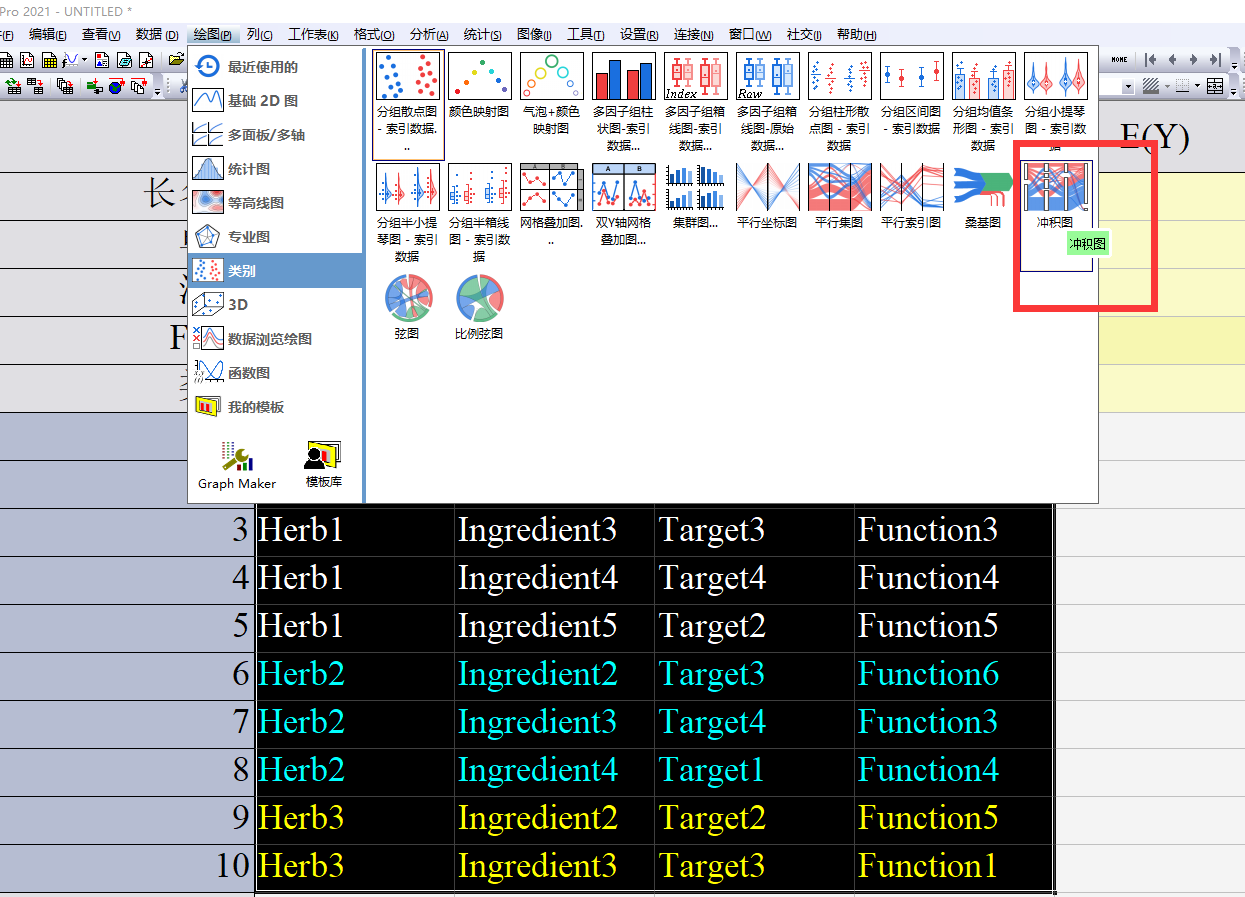 Pro 2021 - UNTITLED *
编辑(E) 查看(V) 数据(D) 绘图(P) 列(C) 工作表(K) 格式(O) 分析(A) 统计(S) 图像(I) 工具(T) 设置(R) 连接(N) 窗口(W) 社交(I) 帮助(H)
HOME
最近使用的
基础 2D 图
多面板/多轴
统计图
等高线图
专业图
类别
3D
数据浏览绘图
函数图
我的模板
Graph Maker
模板库
分组散点图
- 索引数据.
..
颜色映射图
气泡+颜色
映射图
多因子组柱
状图-索引
数据...
Index
多因子组箱
线图-索引
数据...
Raw
多因子组箱
线图-原始
数据...
分组柱形散
点图 - 索
引数据
分组区间图
- 索引数据
分组均值条
形图 - 索引
数据
分组小提琴
图 - 索引数
据
分组半小提
琴图 - 索引
数据
分组半箱线
图 - 索引数
据
A B
网格叠加图.
..
A B
双Y轴网格
叠加图...
集群图...
平行坐标图
平行集图
平行索引图
桑基图
冲积图
冲积图
弦图
比例弦图
E(Y)
长
F
3 Herb1 Ingredient3 Target3 Function3
4 Herb1 Ingredient4 Target4 Function4
5 Herb1 Ingredient5 Target2 Function5
6 Herb2 Ingredient2 Target3 Function6
7 Herb2 Ingredient3 Target4 Function3
8 Herb2 Ingredient4 Target1 Function4
9 Herb3 Ingredient2 Target2 Function5
10 Herb3 Ingredient3 Target3 Function1